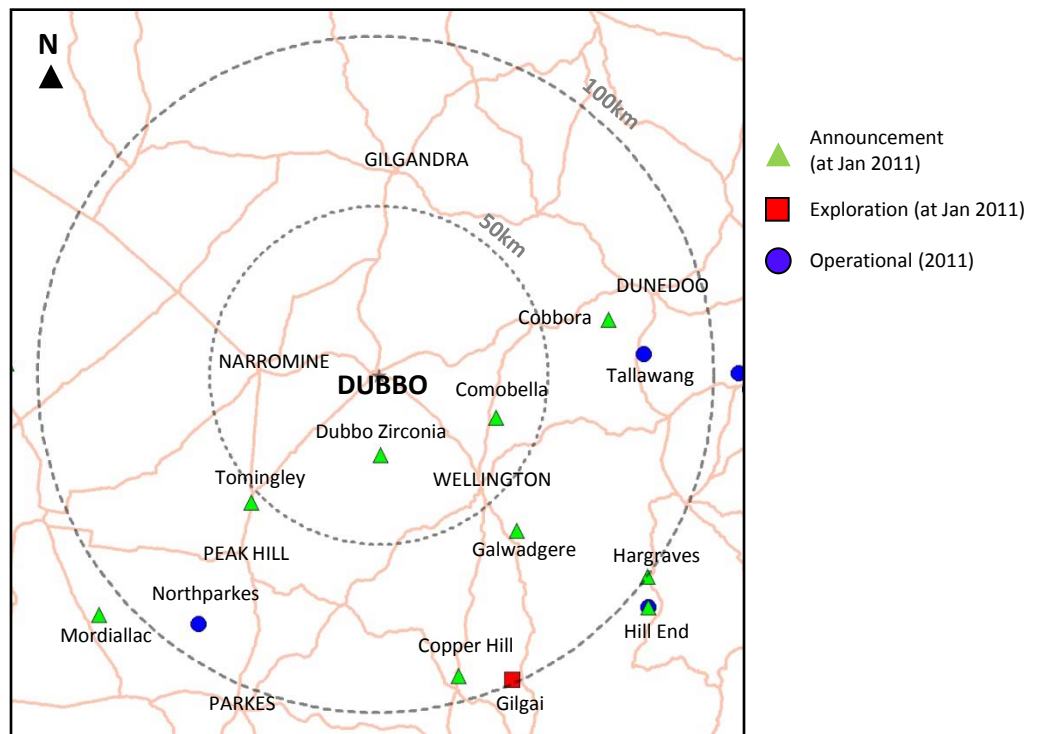 N
100km
GILGANDRA
50km
DUNEDOO
Cobbora
NARROMINE
Tallawang
DUBBO
Comobella
Dubbo Zirconia
Tomingley
WELLINGTON
Galwadgere
PEAK HILL
Hargraves
Northparkes
Mordiallac
Hill End
Copper Hill
PARKES
Gilgai
Announcement
(at Jan 2011)
Exploration (at Jan 2011)
Operational (2011)